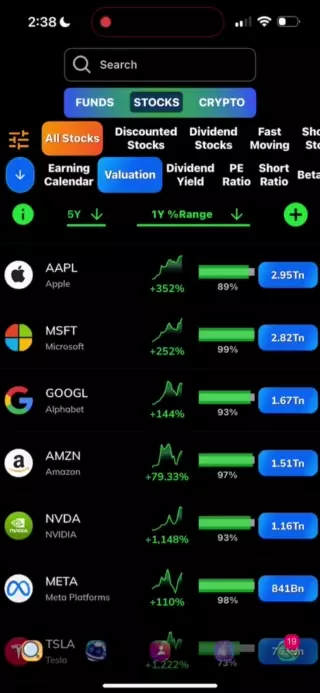 2:38
Search
FUNDS STOCKS CRYPTO
All Stocks Discounted Stocks Dividend Stocks Fast Moving
Earning Calendar Valuation Dividend Yield PE Ratio Short Ratio Beta
5Y 1Y %Range
AAPL
Apple
+352%
89%
2.95Tn
MSFT
Microsoft
+252%
99%
2.82Tn
GOOGL
Alphabet
+144%
93%
1.67Tn
AMZN
Amazon
+79.33%
97%
1.51Tn
NVDA
NVIDIA
+1,148%
93%
1.16Tn
META
Meta Platforms
+110%
98%
841Bn
TSLA
Tesla
+1,222%
73%
19